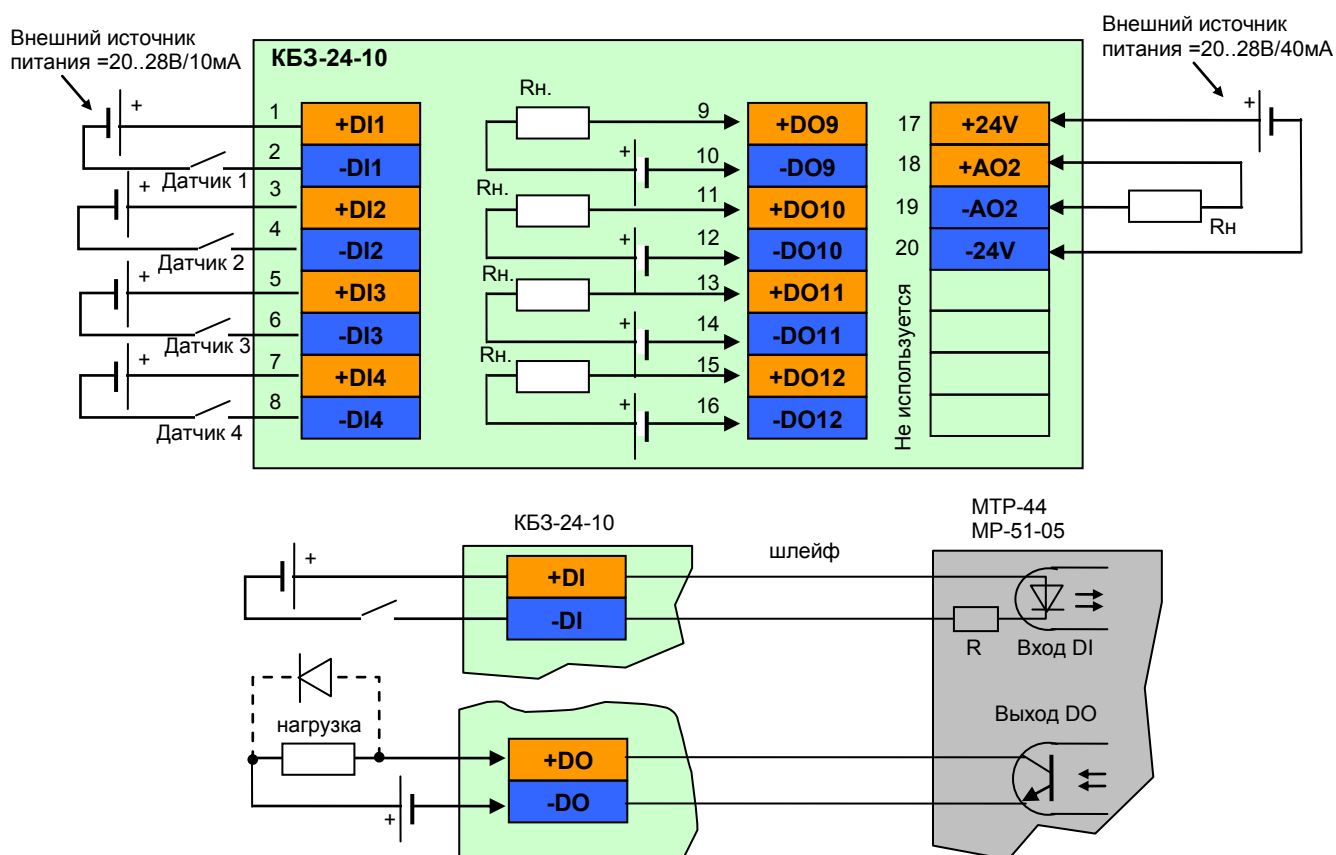 Внешний источник
питания =20..28В/10мА
Внешний источник
питания =20..28В/40мА
КБЗ-24-10
+
1
+DI1
2
-DI1
Датчик 1
+
3
+DI2
4
-DI2
Датчик 2
+
5
+DI3
6
-DI3
Датчик 3
+
7
+DI4
8
-DI4
Датчик 4
Rн.
9
+DO9
+
10
-DO9
Rн.
11
+DO10
+
12
-DO10
Rн.
13
+DO11
+
14
-DO11
Rн.
15
+DO12
+
16
-DO12
17
+24V
+
18
+AO2
19
-AO2
Rн
20
-24V
Не используется
КБЗ-24-10
шлейф
МТР-44
МР-51-05
+
+DI
-DI
R
Вход DI
нагрузка
+DO
-DO
+
Выход DO